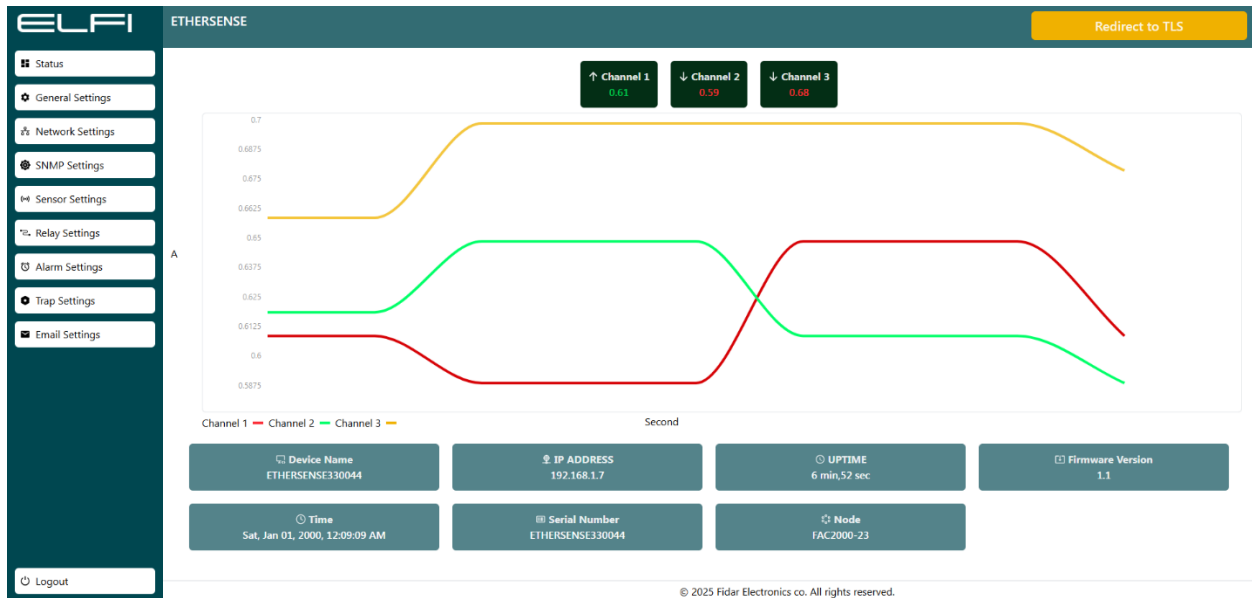 ELFI
ETHERSENSE
Redirect to TLS
Status
General Settings
Network Settings
SNMP Settings
Sensor Settings
Relay Settings
Alarm Settings
Trap Settings
Email Settings
Logout
↑ Channel 1
0.61
↓ Channel 2
0.59
↓ Channel 3
0.68
0.7
0.6875
0.675
0.6625
0.65
0.6375
0.625
0.6125
0.6
0.5875
A
Second
Channel 1 Channel 2 Channel 3
Device Name
ETHERSENSE330044
IP ADDRESS
192.168.1.7
UPTIME
6 min,52 sec
Firmware Version
1.1
Time
Sat, Jan 01, 2000, 12:09:09 AM
Serial Number
ETHERSENSE330044
Node
FAC2000-23
© 2025 Fidar Electronics co. All rights reserved.